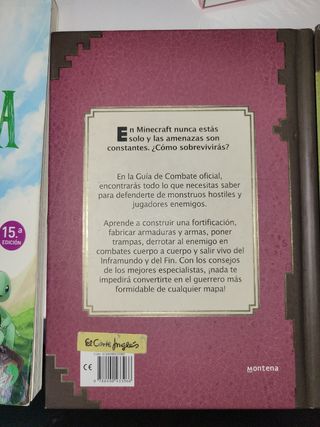 A
15.ª
EDICIÓN
En Minecraft nunca estás
solo y las amenazas son
constantes. ¿Cómo sobrevivirás?
En la Guía de Combate oficial,
encontrarás todo lo que necesitas saber
para defenderte de monstruos hostiles y
jugadores enemigos.
Aprende a construir una fortificación,
fabricar armaduras y armas, poner
trampas, derrotar al enemigo en
combates cuerpo a cuerpo y salir vivo del
Inframundo y del Fin. Con los consejos
de los mejores especialistas, ¡nada te
impedirá convertirte en el guerrero más
formidable de cualquier mapa!
El Corte Inglés
CE
Montena